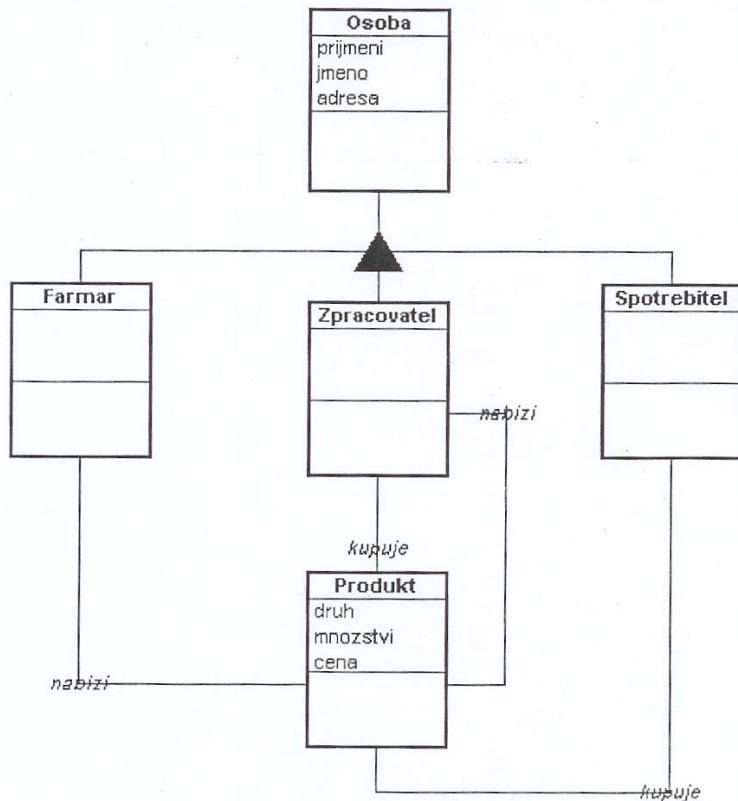 Osoba
prijmeni
jmeno
adresa
Farmar
Zpracovatel
Spotrebitel
nabizi
kupuje
Produkt
druh
mnozstvi
cena
nabizi
kupuje